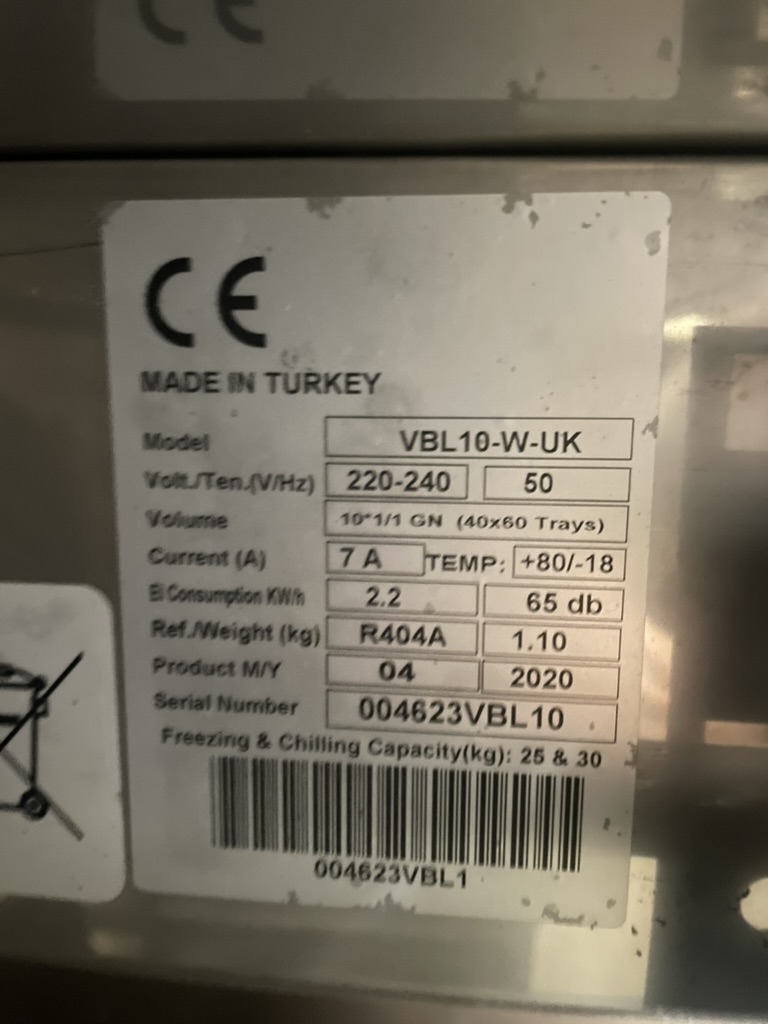 CE
CE
MADE IN TURKEY
Model VBL10-W-UK
Volt./Ten.(V/Hz) 220-240 50
Volume 10*1/1 GN (40x60 Trays)
Current (A) 7 A TEMP: +80/-18
El Consumption KW/h 2.2 65 db
Ref./Weight (kg) R404A 1.10
Product M/Y 04 2020
Serial Number 004623VBL10
Freezing & Chilling Capacity(kg): 25 & 30
004623VBL1